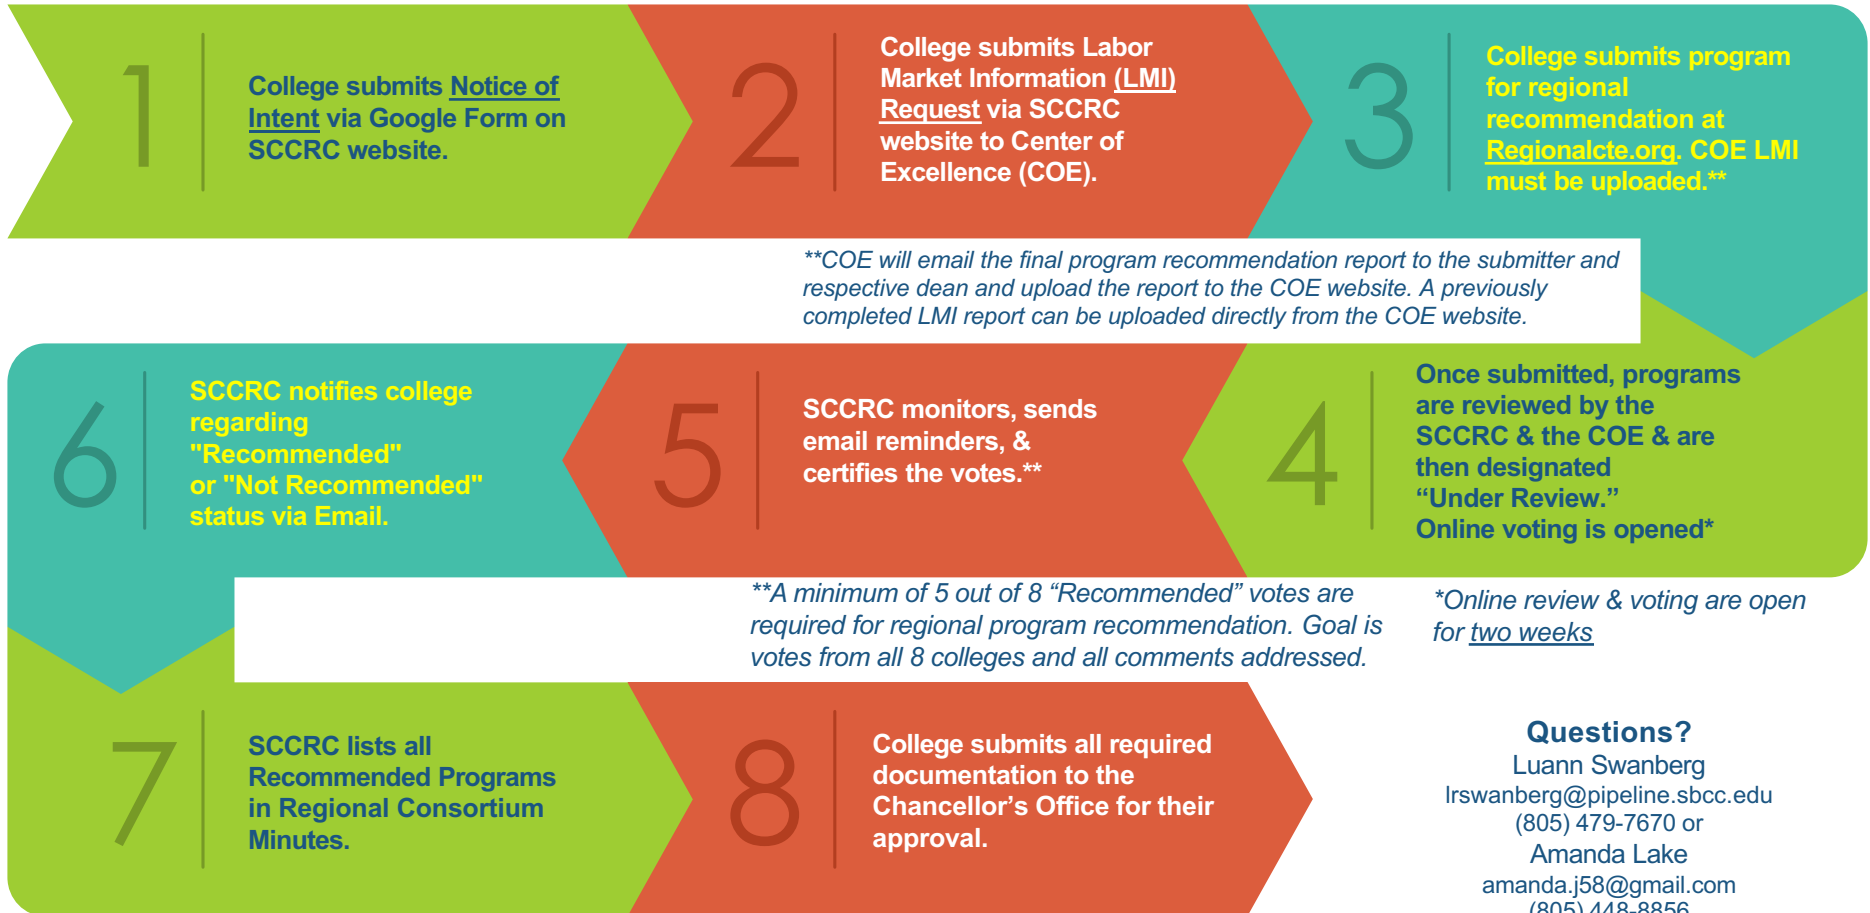 1
College submits Notice of
Intent via Google Form on
SCCRC website.
2
College submits Labor
Market Information (LMI)
Request via SCCRC
website to Center of
Excellence (COE).
3
College submits program
for regional
recommendation at
Regionalcte.org. COE LMI
must be uploaded.**
**COE will email the final program recommendation report to the submitter and
respective dean and upload the report to the COE website. A previously
completed LMI report can be uploaded directly from the COE website.
4
Once submitted, programs
are reviewed by the
SCCRC & the COE & are
then designated
“Under Review.”
Online voting is opened*
*Online review & voting are open
for two weeks
5
SCCRC monitors, sends
email reminders, &
certifies the votes.**
**A minimum of 5 out of 8 “Recommended” votes are
required for regional program recommendation. Goal is
votes from all 8 colleges and all comments addressed.
6
SCCRC notifies college
regarding
"Recommended"
or "Not Recommended"
status via Email.
7
SCCRC lists all
Recommended Programs
in Regional Consortium
Minutes.
8
College submits all required
documentation to the
Chancellor’s Office for their
approval.
Questions?
Luann Swanberg
lrswanberg@pipeline.sbcc.edu
(805) 479-7670 or
Amanda Lake
amanda.j58@gmail.com
(805) 448-8856